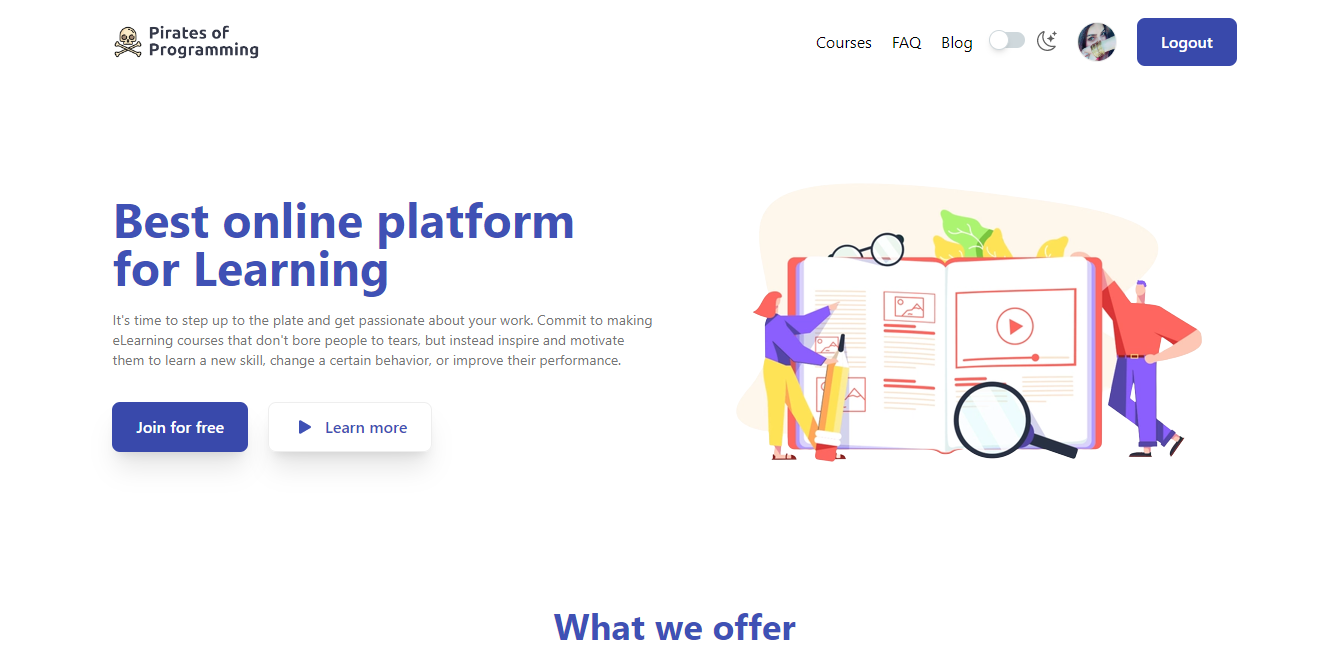 Pirates of
Programming
Courses FAQ Blog Logout
Best online platform
for Learning
It's time to step up to the plate and get passionate about your work. Commit to making
eLearning courses that don't bore people to tears, but instead inspire and motivate
them to learn a new skill, change a certain behavior, or improve their performance.
Join for free Learn more
What we offer